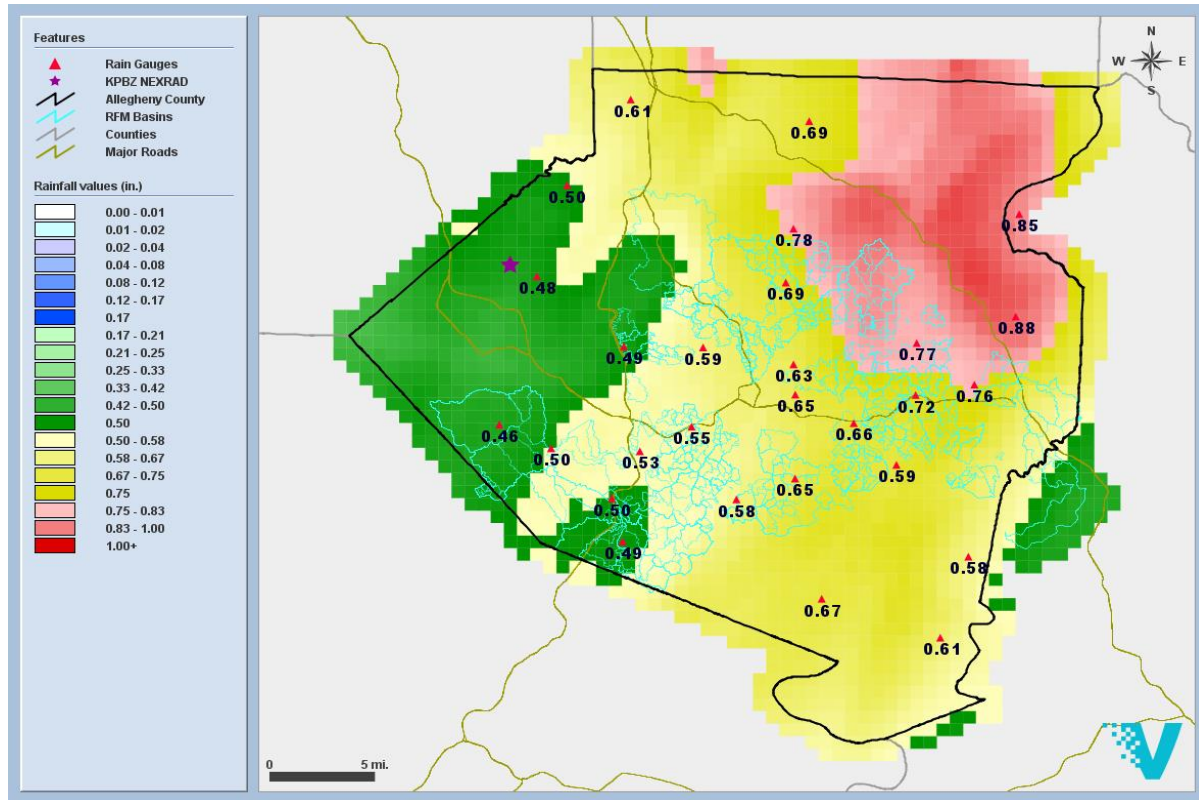 Features
Rain Gauges
KPBZ NEXRAD
Allegheny County
RFM Basins
Counties
Major Roads
Rainfall values (in.)
0.00 - 0.01
0.01 - 0.02
0.02 - 0.04
0.04 - 0.08
0.08 - 0.12
0.12 - 0.17
0.17
0.17 - 0.21
0.21 - 0.25
0.25 - 0.33
0.33 - 0.42
0.42 - 0.50
0.50
0.50 - 0.58
0.58 - 0.67
0.67 - 0.75
0.75
0.75 - 0.83
0.83 - 1.00
1.00+
N
W E
S
0.61
0.69
0.50
0.85
0.78
0.48
0.69
0.88
0.49
0.59
0.77
0.63
0.76
0.65
0.72
0.46
0.55
0.66
0.50
0.53
0.59
0.65
0.50
0.58
0.49
0.58
0.67
0.61
0 5 mi.